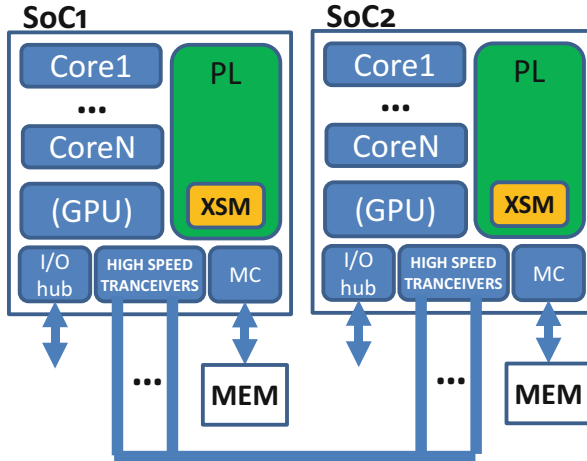 SoC1
Core1
...
CoreN
(GPU)
PL
XSM
I/O
hub
HIGH SPEED
TRANCEIVERS
MC
...
MEM
SoC2
Core1
...
CoreN
(GPU)
PL
XSM
I/O
hub
HIGH SPEED
TRANCEIVERS
MC
...
MEM